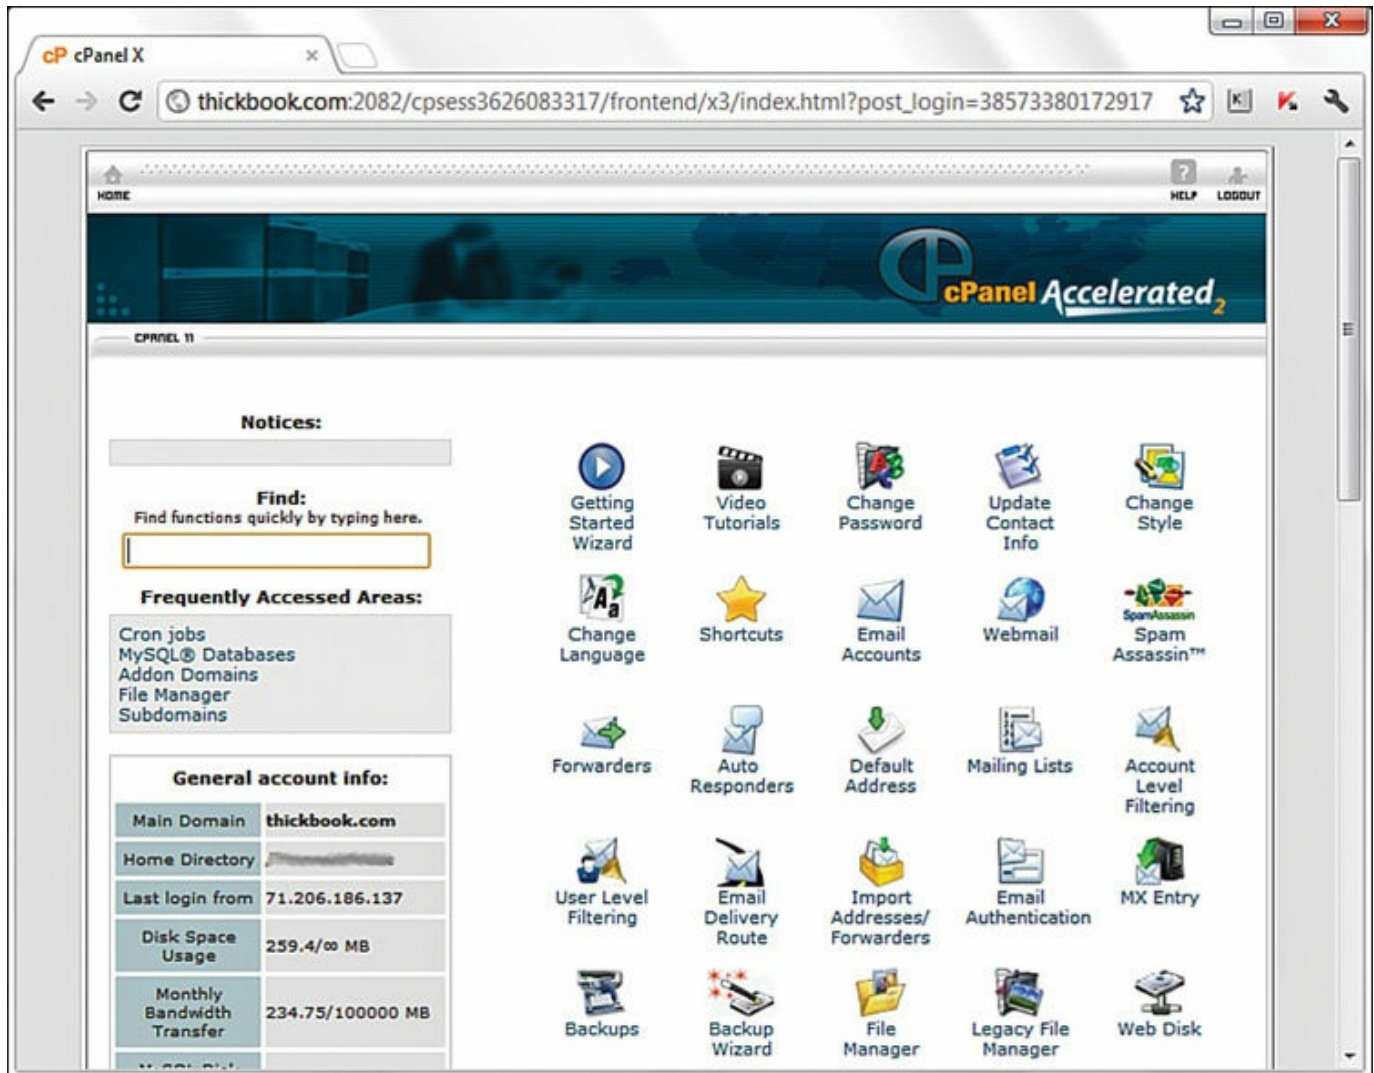 cP cPanel X
thickbook.com:2082/cpsess3626083317/frontend/x3/index.html?post_login=38573380172917
HOME
HELP LOGOUT
cPanel Accelerated2
CPANEL 11
Notices:
Find:
Find functions quickly by typing here.
Frequently Accessed Areas:
Cron jobs
MySQL® Databases
Addon Domains
File Manager
Subdomains
General account info:
Main Domain thickbook.com
Home Directory
Last login from 71.206.186.137
Disk Space
Usage
259.4/∞ MB
Monthly
Bandwidth
Transfer
234.75/100000 MB
Getting
Started
Wizard
Video
Tutorials
Change
Password
Update
Contact
Info
Change
Style
Change
Language
Shortcuts
Email
Accounts
Webmail
SpamAssassin
Spam
Assassin™
Forwarders
Auto
Responders
Default
Address
Mailing Lists
Account
Level
Filtering
User Level
Filtering
Email
Delivery
Route
Import
Addresses/
Forwarders
Email
Authentication
MX Entry
Backups
Backup
Wizard
File
Manager
Legacy File
Manager
Web Disk